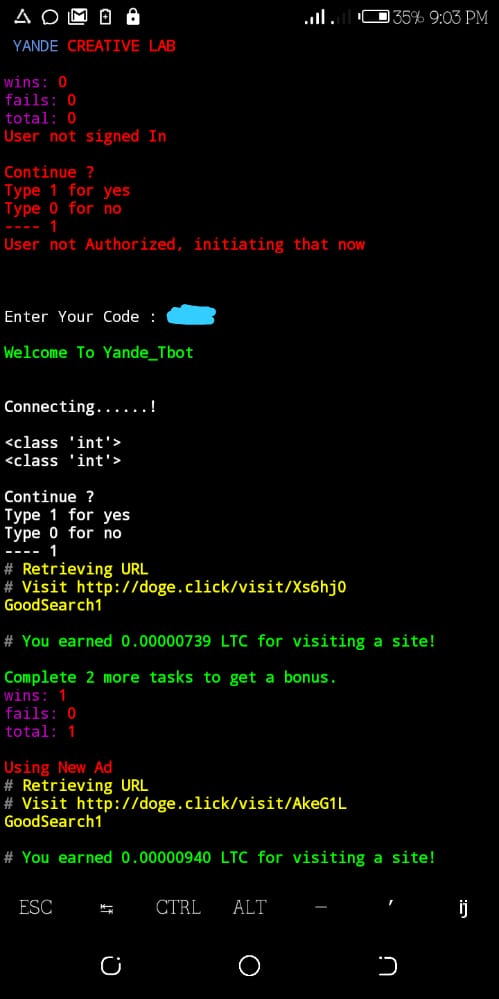 35% 9:03 PM
YANDE CREATIVE LAB
wins: 0
fails: 0
total: 0
User not signed In
Continue ?
Type 1 for yes
Type 0 for no
---- 1
User not Authorized, initiating that now
Enter Your Code :
Welcome To Yande_Tbot
Connecting......!
<class 'int'>
<class 'int'>
Continue ?
Type 1 for yes
Type 0 for no
---- 1
# Retrieving URL
# Visit http://doge.click/visit/Xs6hj0
GoodSearch1
# You earned 0.00000739 LTC for visiting a site!
Complete 2 more tasks to get a bonus.
wins: 1
fails: 0
total: 1
Using New Ad
# Retrieving URL
# Visit http://doge.click/visit/AkeG1L
GoodSearch1
# You earned 0.00000940 LTC for visiting a site!
ESC ↹ CTRL ALT — ′ ij